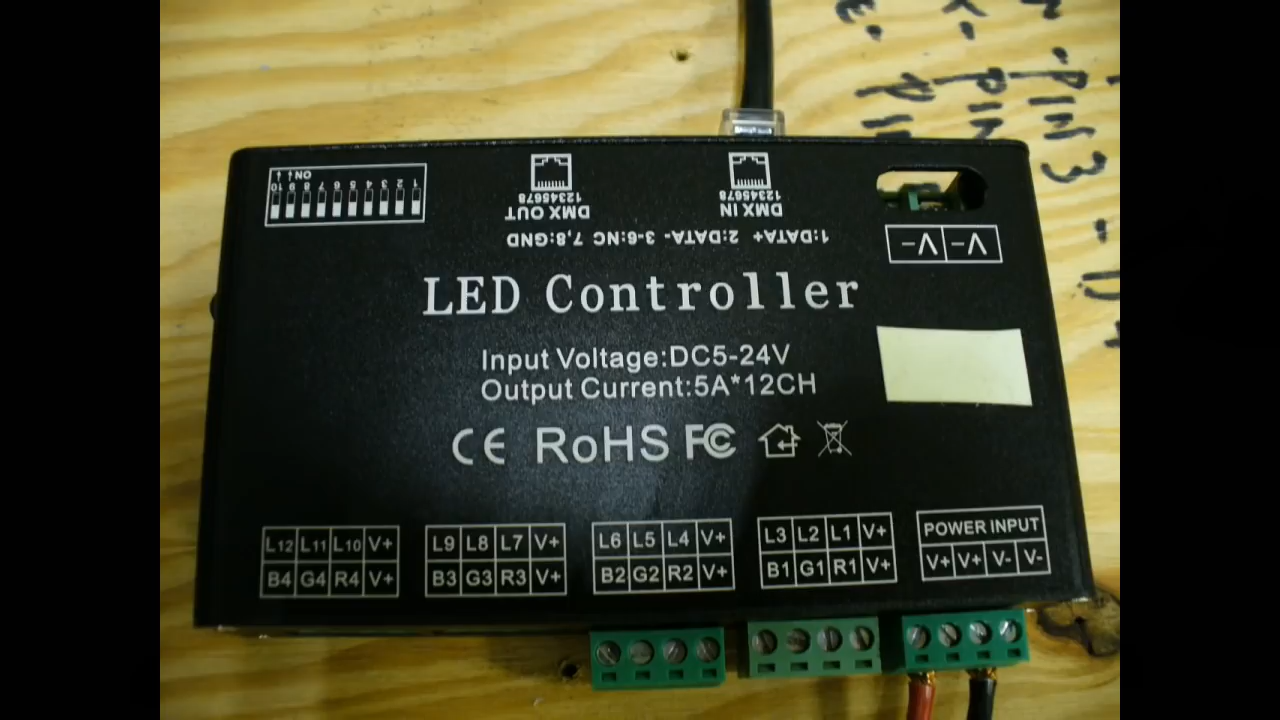 ON
10 9 8 7 6 5 4 3 2 1
12345678
DMX OUT
12345678
DMX IN
1:DATA+ 2:DATA- 3-6:NC 7,8:GND
V- V-
LED Controller
Input Voltage:DC5-24V
Output Current:5A*12CH
CE RoHS FC
L12 L11 L10 V+
B4 G4 R4 V+
L9 L8 L7 V+
B3 G3 R3 V+
L6 L5 L4 V+
B2 G2 R2 V+
L3 L2 L1 V+
B1 G1 R1 V+
POWER INPUT
V+ V+ V- V-
-PIN 3
PIN